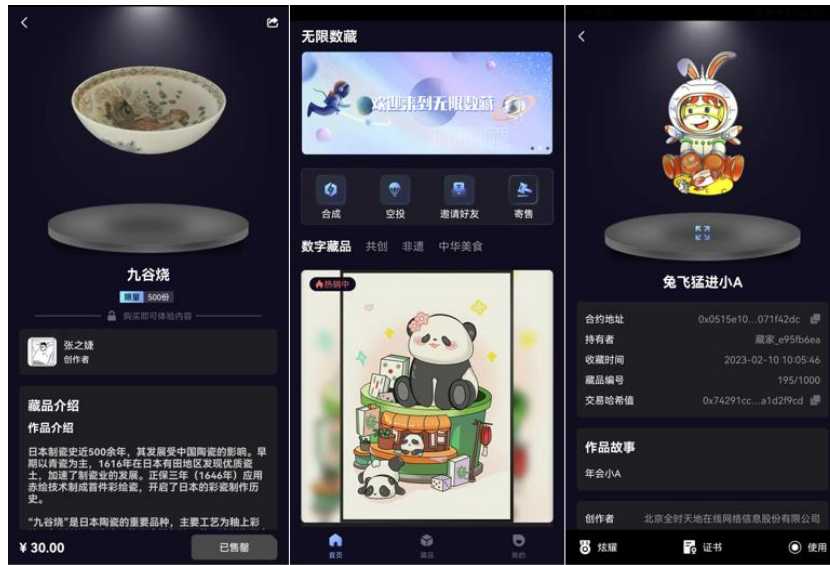 九谷烧
限量 500份
购买即可体验内容
张之婕
创作者
藏品介绍
作品介绍
日本制瓷史近500余年，其发展受中国陶瓷的影响。早
期以青瓷为主，1616年在日本有田地区发现优质瓷
土，加速了制瓷业的发展。正保三年（1646年）应用
赤绘技术制成首件彩绘瓷，开启了日本的彩瓷制作历
史。
“九谷烧”是日本陶瓷的重要品种，主要工艺为釉上彩
¥ 30.00
已售罄
无限数藏
欢迎来到无限数藏
合成 空投 邀请好友 寄售
数字藏品 共创 非遗 中华美食
热销中
首页 藏品 我的
兔飞猛进小A
合约地址 0x0515e10...071f42dc
持有者 藏家_e95fb6ea
收藏时间 2023-02-10 10:05:46
藏品编号 195/1000
交易哈希值 0x74291cc...a1d2f9cd
作品故事
年会小A
创作者 北京全时天地在线网络信息股份有限公司
炫耀 证书 使用